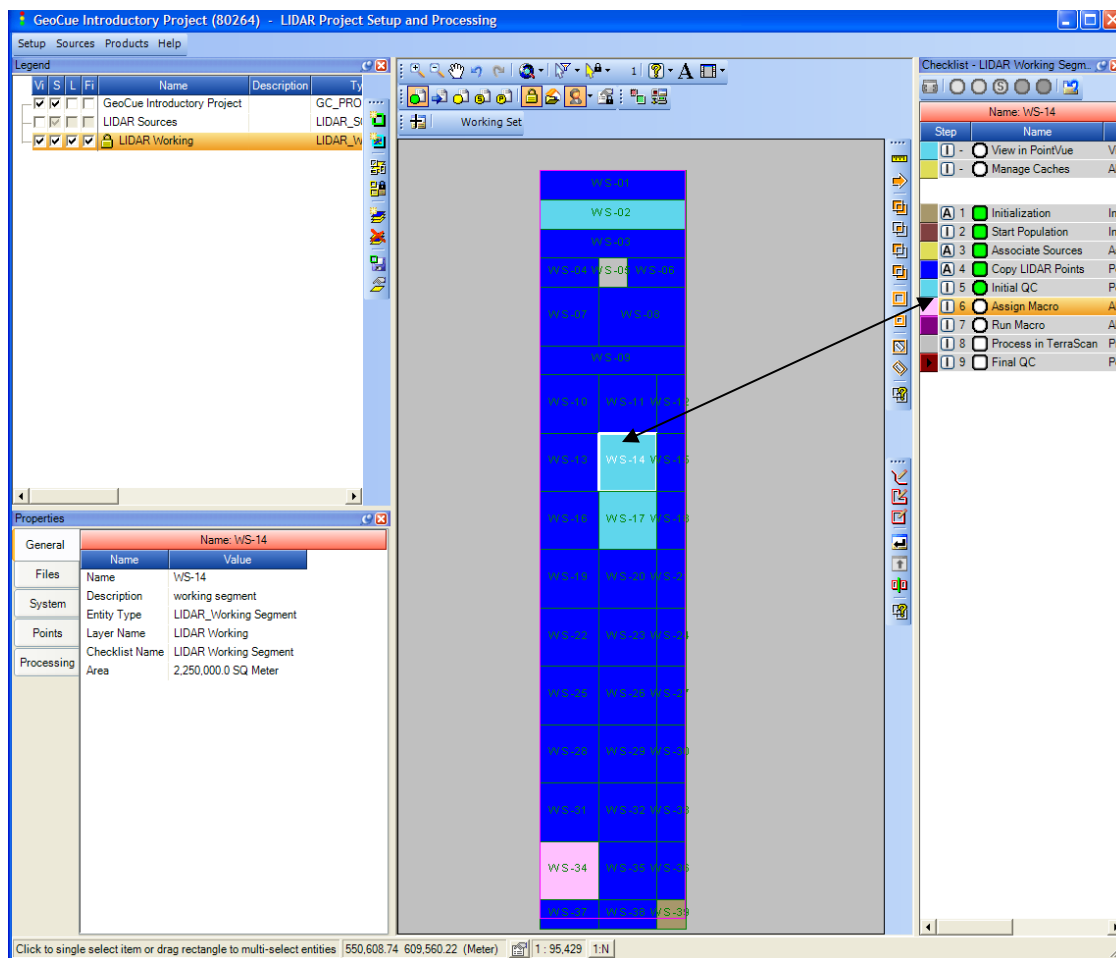 GeoCue Introductory Project (80264) - LIDAR Project Setup and Processing
Setup Sources Products Help
Legend
Vi S L Fi Name Description Ty
GeoCue Introductory Project GC_PRO
LIDAR Sources LIDAR_S
LIDAR Working LIDAR_W
Properties
Name: WS-14
General
Files
System
Points
Processing
Name Value
Name WS-14
Description working segment
Entity Type LIDAR_Working Segment
Layer Name LIDAR Working
Checklist Name LIDAR Working Segment
Area 2,250,000.0 SQ Meter
1 A
Working Set
WS-01
WS-02
WS-03
WS-04 WS-05 WS-06
WS-07 WS-08
WS-09
WS-10 WS-11 WS-12
WS-13 WS-14 WS-15
WS-16 WS-17 WS-18
WS-19 WS-20 WS-2
WS-22 WS-23 WS-24
WS-25 WS-26 WS-27
WS-28 WS-29 WS-30
WS-31 WS-32 WS-33
WS-34 WS-35 WS-36
WS-37 WS-38 WS-39
Checklist - LIDAR Working Segm..
S
Name: WS-14
Step Name
I - View in PointVue V
I - Manage Caches A
A 1 Initialization In
I 2 Start Population In
A 3 Associate Sources A
A 4 Copy LIDAR Points P
I 5 Initial QC P
I 6 Assign Macro A
I 7 Run Macro A
I 8 Process in TerraScan P
I 9 Final QC P
Click to single select item or drag rectangle to multi-select entities 550,608.74 609,560.22 (Meter) 1 : 95,429 1:N